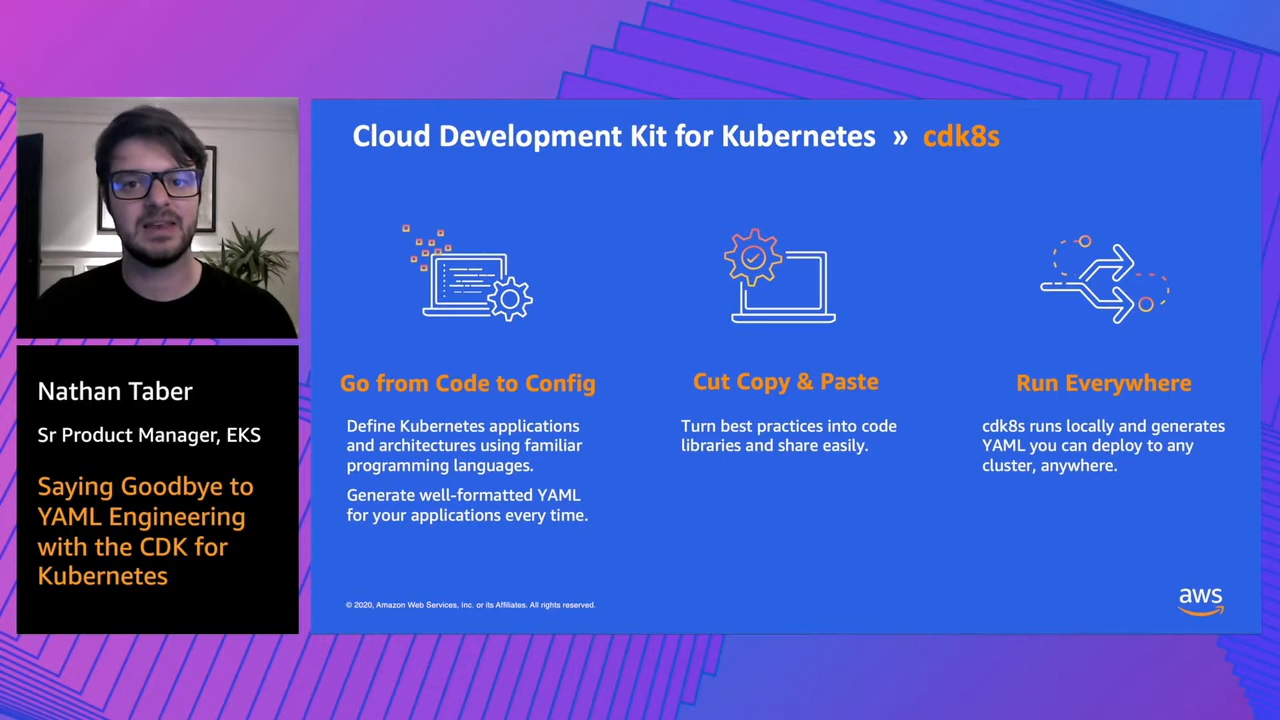 Cloud Development Kit for Kubernetes » cdk8s
Go from Code to Config
Define Kubernetes applications
and architectures using familiar
programming languages.
Generate well-formatted YAML
for your applications every time.
Cut Copy & Paste
Turn best practices into code
libraries and share easily.
Run Everywhere
cdk8s runs locally and generates
YAML you can deploy to any
cluster, anywhere.
© 2020, Amazon Web Services, Inc. or its Affiliates. All rights reserved.
aws
Nathan Taber
Sr Product Manager, EKS
Saying Goodbye to
YAML Engineering
with the CDK for
Kubernetes